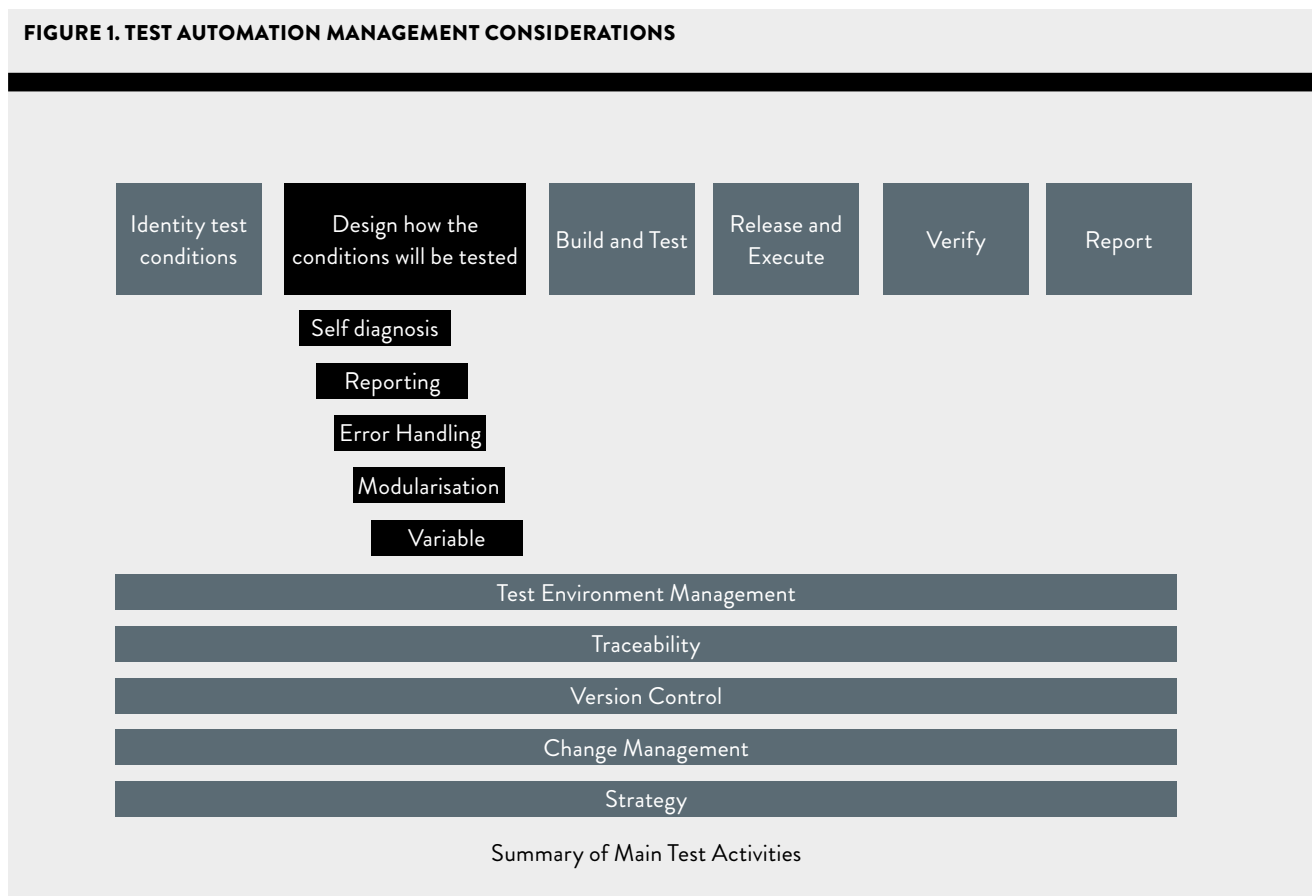 FIGURE 1. TEST AUTOMATION MANAGEMENT CONSIDERATIONS
Identity test
conditions
Design how the
conditions will be tested
Build and Test
Release and
Execute
Verify
Report
Self diagnosis
Reporting
Error Handling
Modularisation
Variable
Test Environment Management
Traceability
Version Control
Change Management
Strategy
Summary of Main Test Activities